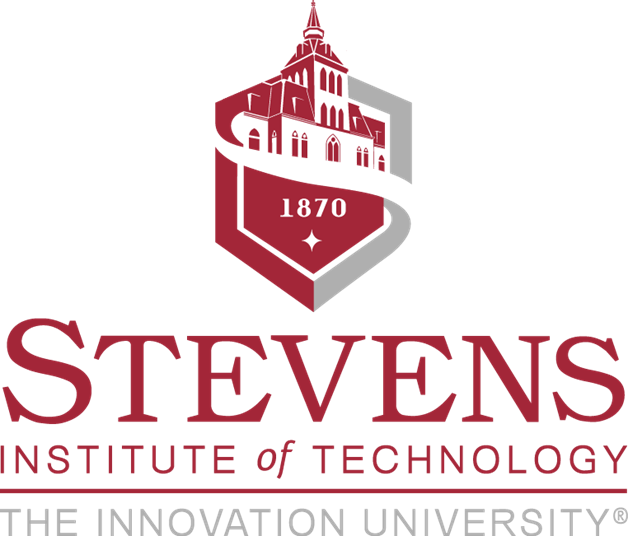 1870
STEVENS
INSTITUTE of TECHNOLOGY
THE INNOVATION UNIVERSITY®